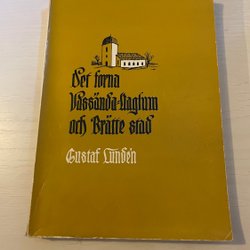 Det forna
Vassända-Naglum
och Brätte stad
Gustaf Lundén